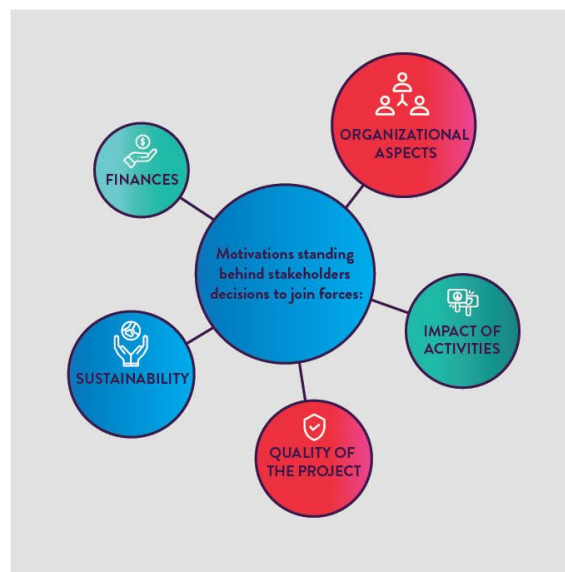 ORGANIZATIONAL
ASPECTS
FINANCES
Motivations standing
behind stakeholders
decisions to join forces:
IMPACT OF
ACTIVITIES
SUSTAINABILITY
QUALITY OF
THE PROJECT